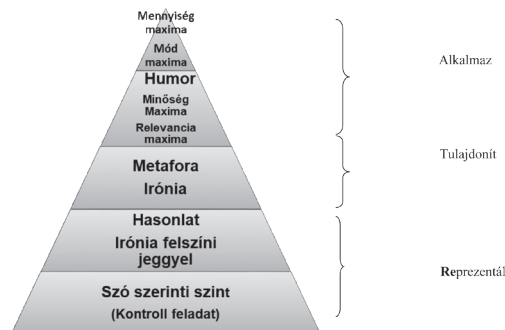 Mennyiség
maxima
Mód
maxima
Humor
Minőség
Maxima
Relevancia
maxima
Metafora
Irónia
Hasonlat
Irónia felszíni
jeggyel
Szó szerinti szint
(Kontroll feladat)
Alkalmaz
Tulajdonít
Reprezentál